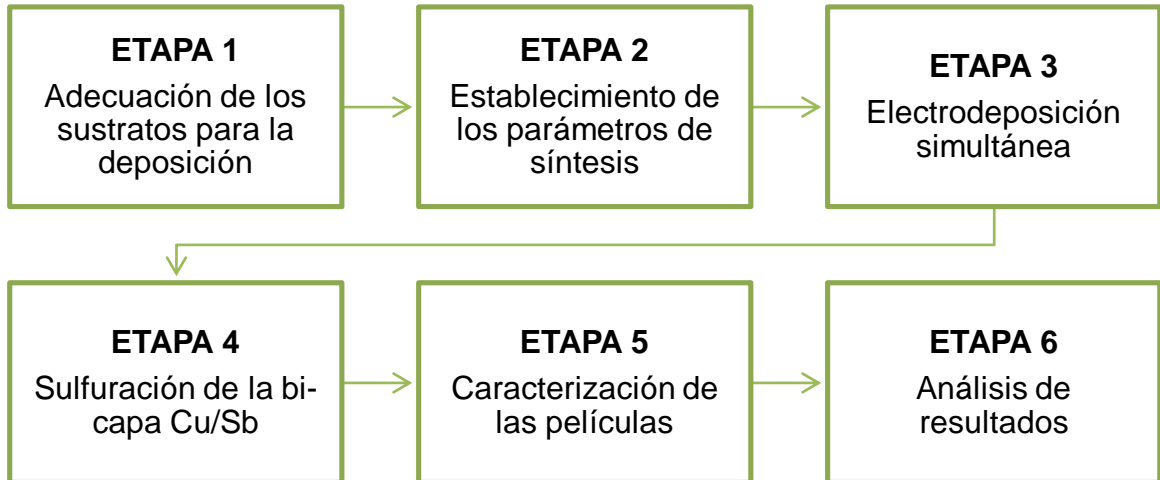 ETAPA 1
Adecuación de los
sustratos para la
deposición
ETAPA 2
Establecimiento de
los parámetros de
síntesis
ETAPA 3
Electrodeposición
simultánea
ETAPA 4
Sulfuración de la bi-
capa Cu/Sb
ETAPA 5
Caracterización de
las películas
ETAPA 6
Análisis de
resultados